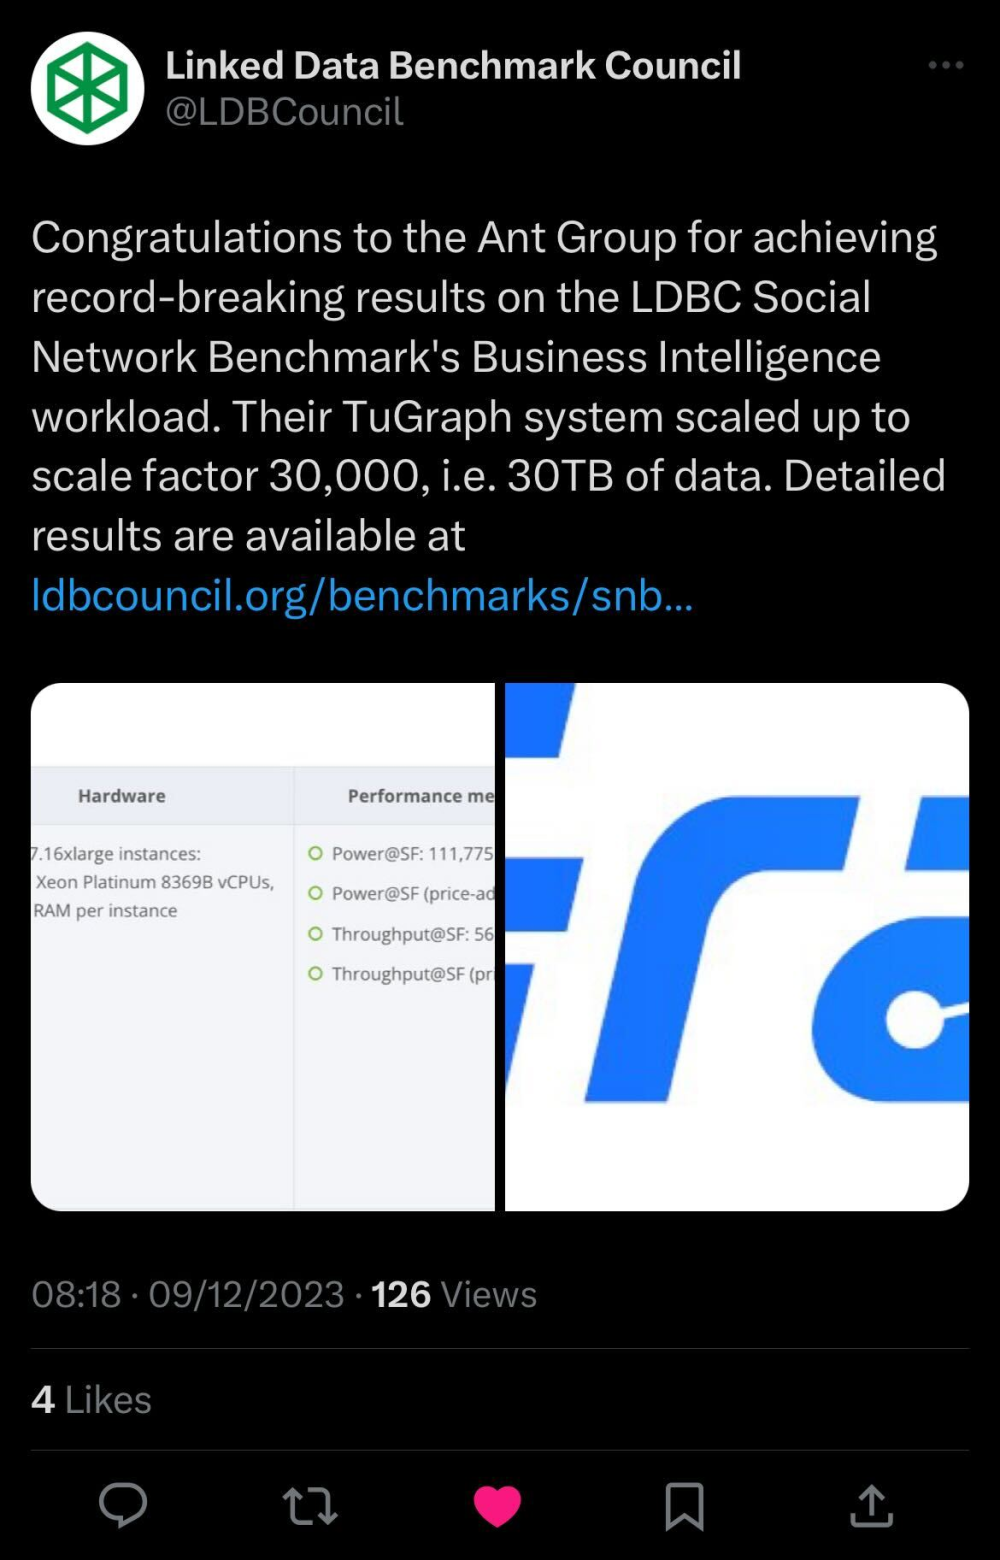 Linked Data Benchmark Council
@LDBCouncil
Congratulations to the Ant Group for achieving
record-breaking results on the LDBC Social
Network Benchmark's Business Intelligence
workload. Their TuGraph system scaled up to
scale factor 30,000, i.e. 30TB of data. Detailed
results are available at
ldbcouncil.org/benchmarks/snb...
Hardware
7.16xlarge instances:
Xeon Platinum 8369B vCPUs,
RAM per instance
Performance me
Power@SF: 111,775
Power@SF (price-ad
Throughput@SF: 56
Throughput@SF (pri
ra
08:18 · 09/12/2023 · 126 Views
4 Likes